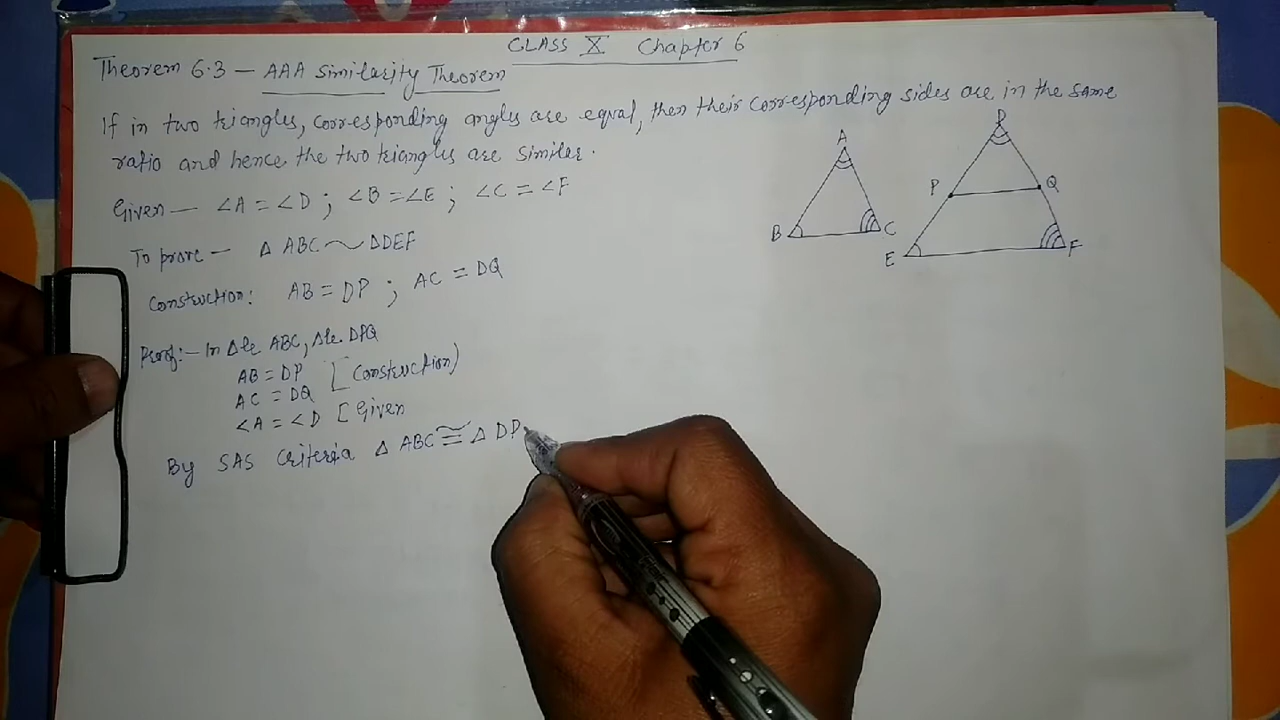 CLASS X Chapter 6
Theorem 6.3 – AAA Similarity Theorem
If in two triangles, corresponding angles are equal, then their corresponding sides are in the same
ratio and hence the two triangles are similar.
Given – ∠A = ∠D ; ∠B = ∠E ; ∠C = ∠F
To prove – Δ ABC ~ ΔDEF
Construction: AB = DP ; AC = DQ
Proof:- In Δle ABC, Δle. DPQ
AB = DP [Construction)
AC = DQ
∠A = ∠D [Given
By SAS Criteria Δ ABC ≅ Δ DP
A
B
C
D
P
Q
E
F